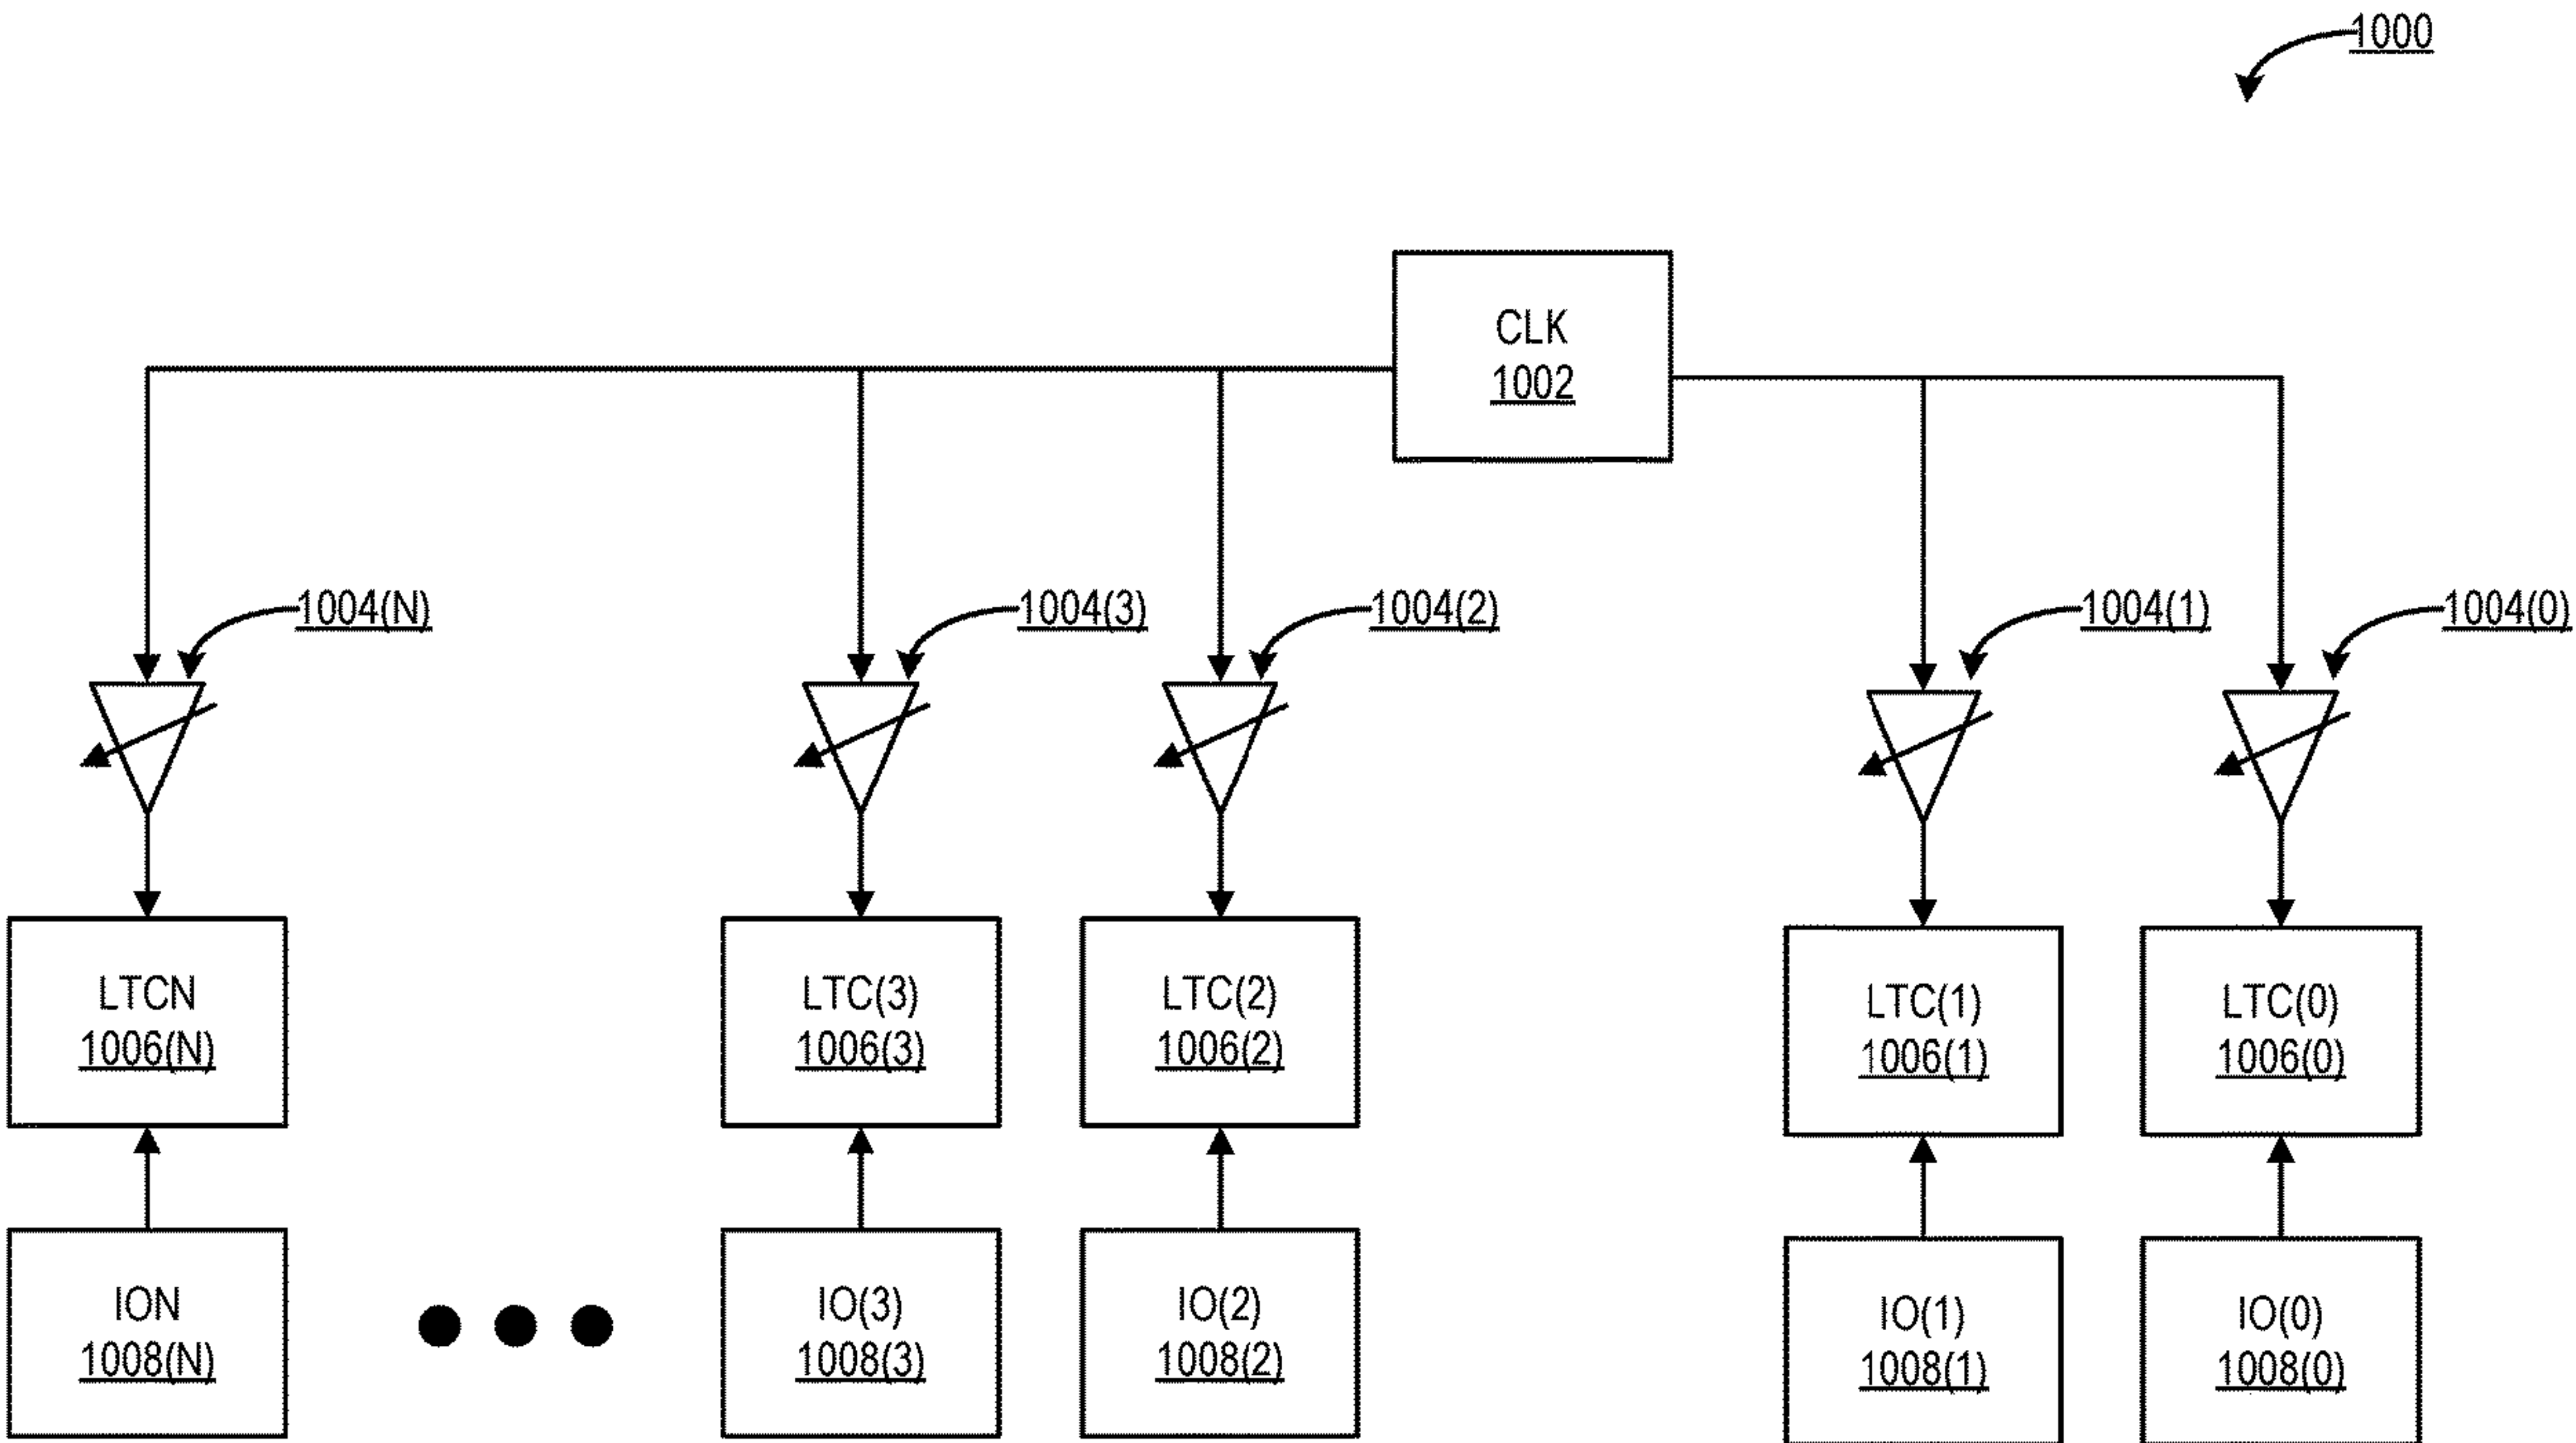 1000
CLK
1002
1004(N)
1004(3)
1004(2)
1004(1)
1004(0)
LTCN
1006(N)
LTC(3)
1006(3)
LTC(2)
1006(2)
LTC(1)
1006(1)
LTC(0)
1006(0)
ION
1008(N)
IO(3)
1008(3)
IO(2)
1008(2)
IO(1)
1008(1)
IO(0)
1008(0)